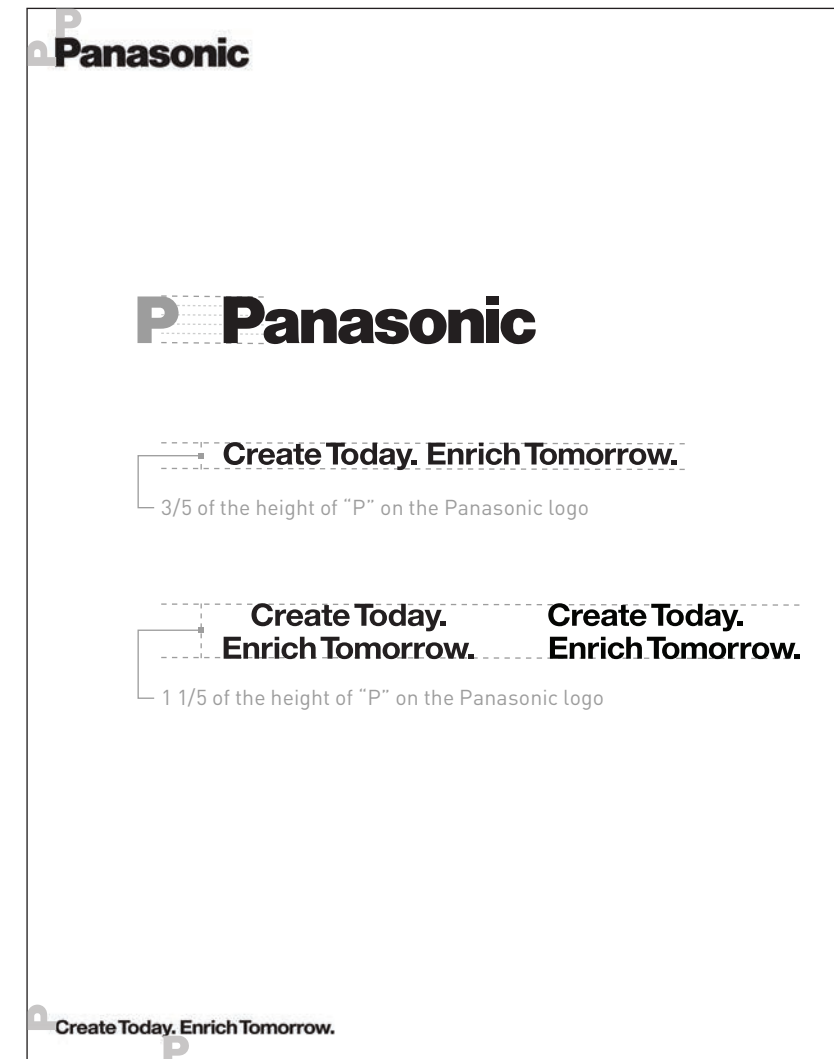 P
P
Panasonic
P Panasonic
Create Today. Enrich Tomorrow.
3/5 of the height of “P” on the Panasonic logo
Create Today.
Enrich Tomorrow.
Create Today.
Enrich Tomorrow.
1 1/5 of the height of “P” on the Panasonic logo
P
Create Today. Enrich Tomorrow.
P